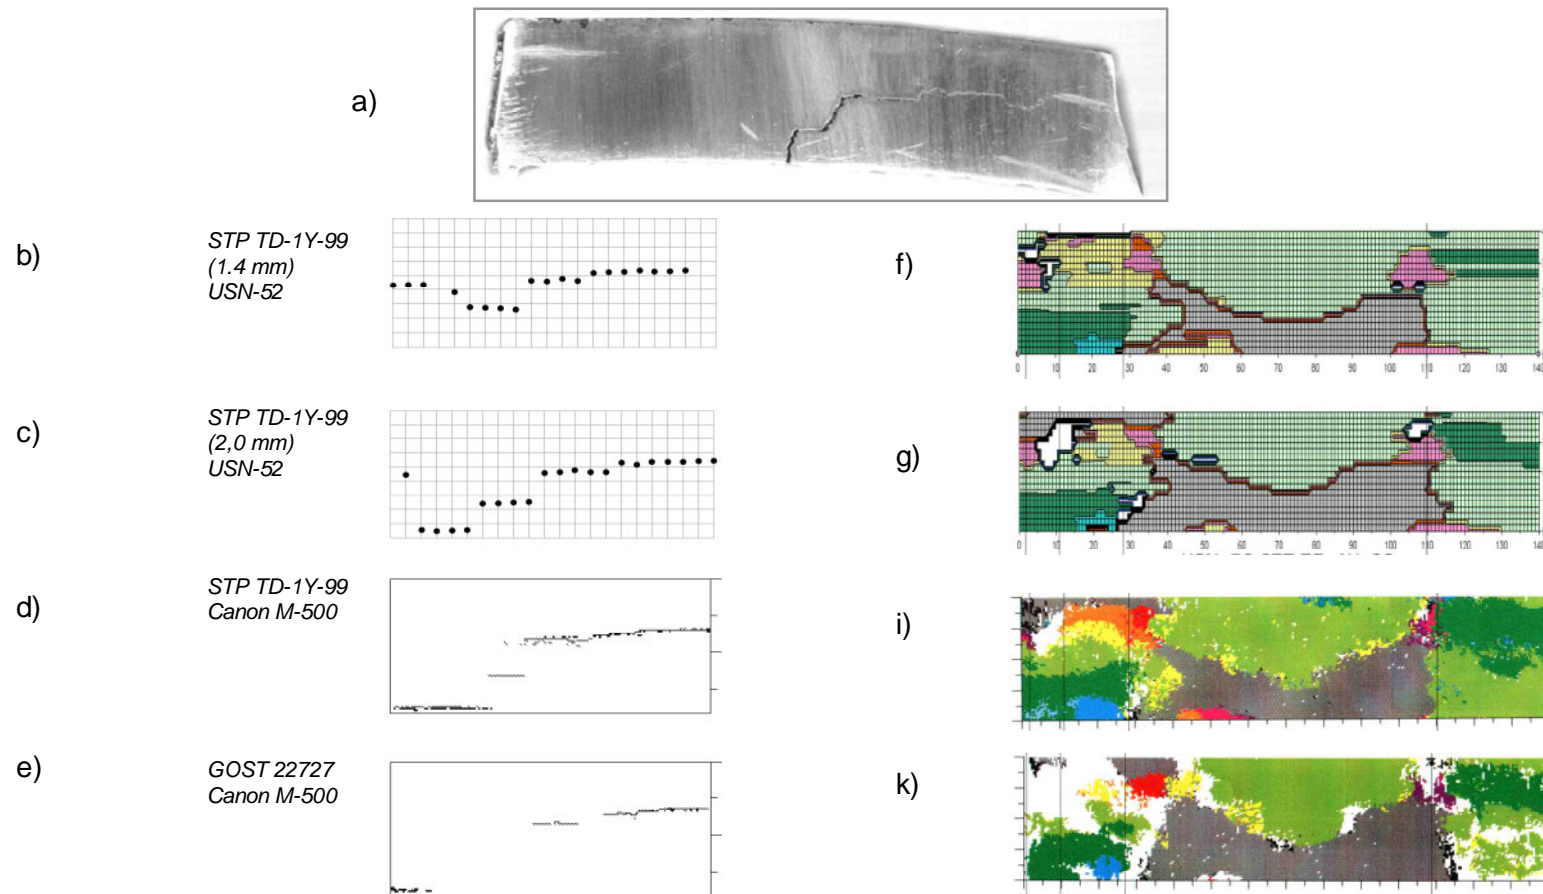 a)
b)
STP TD-1Y-99
(1.4 mm)
USN-52
f)
0 10 20 30 40 50 60 70 80 90 100 110 120 130 140
c)
STP TD-1Y-99
(2,0 mm)
USN-52
g)
0 10 20 30 40 50 60 70 80 90 100 110 120 130 140
d)
STP TD-1Y-99
Canon M-500
i)
e)
GOST 22727
Canon M-500
k)